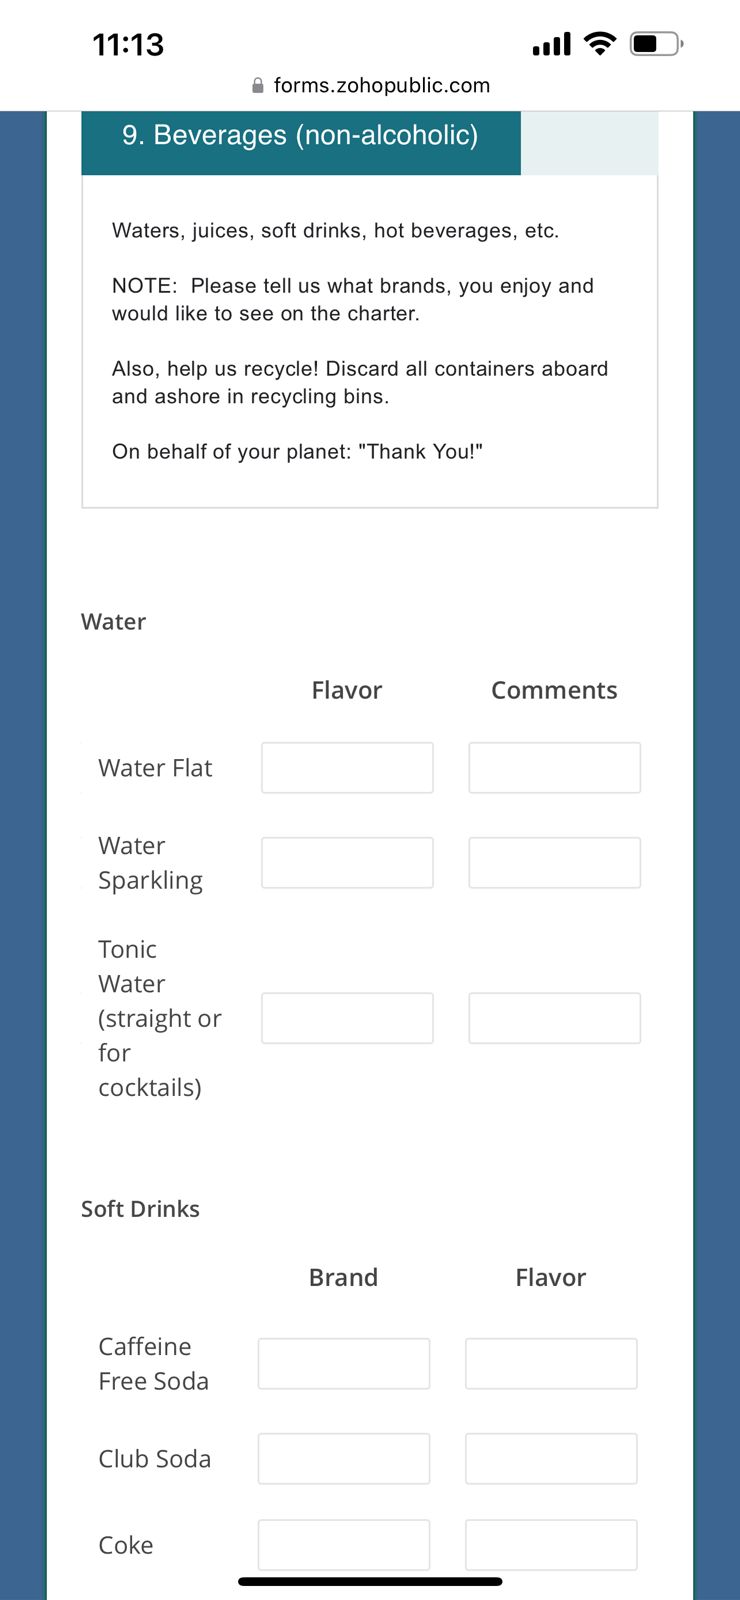 11:13
forms.zohopublic.com
9. Beverages (non-alcoholic)
Waters, juices, soft drinks, hot beverages, etc.
NOTE:  Please tell us what brands, you enjoy and
would like to see on the charter.
Also, help us recycle! Discard all containers aboard
and ashore in recycling bins.
On behalf of your planet: "Thank You!"
Water
Flavor Comments
Water Flat
Water
Sparkling
Tonic
Water
(straight or
for
cocktails)
Soft Drinks
Brand Flavor
Caffeine
Free Soda
Club Soda
Coke